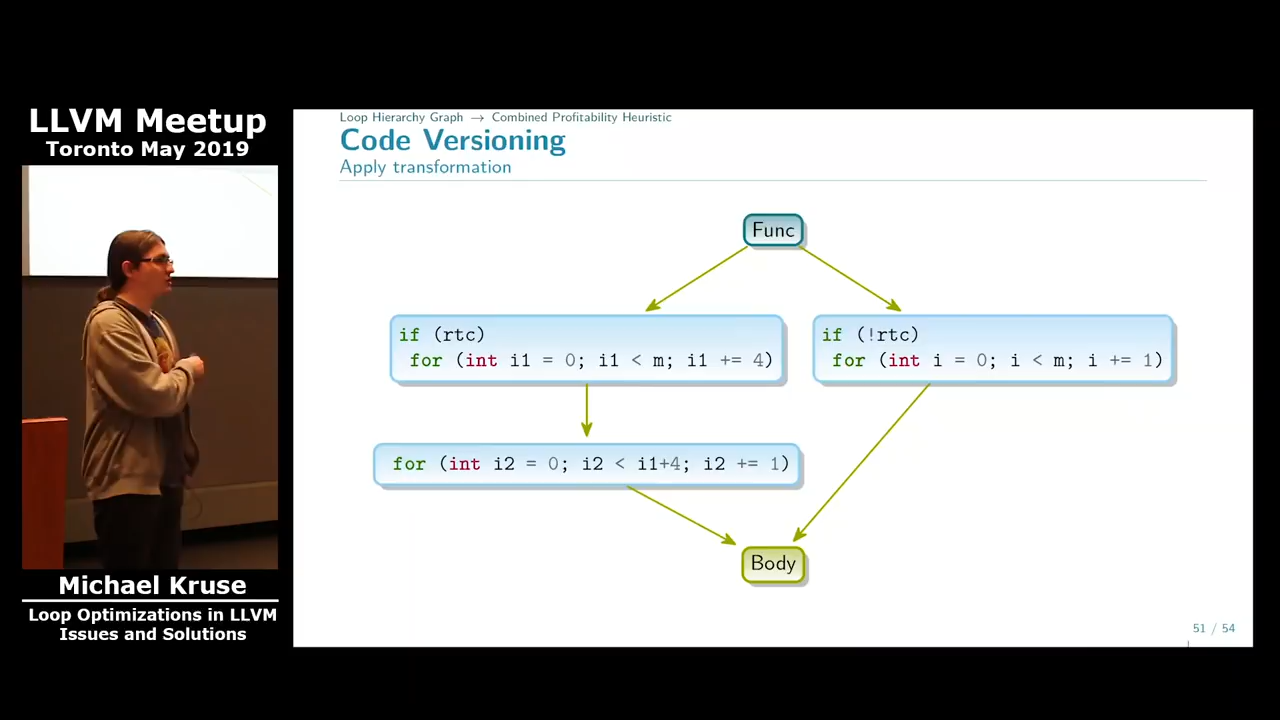 LLVM Meetup
Toronto May 2019
Michael Kruse
Loop Optimizations in LLVM
Issues and Solutions
Loop Hierarchy Graph → Combined Profitability Heuristic
Code Versioning
Apply transformation
Func
if (rtc)
for (int i1 = 0; i1 < m; i1 += 4)
if (!rtc)
for (int i = 0; i < m; i += 1)
for (int i2 = 0; i2 < i1+4; i2 += 1)
Body
51 / 54